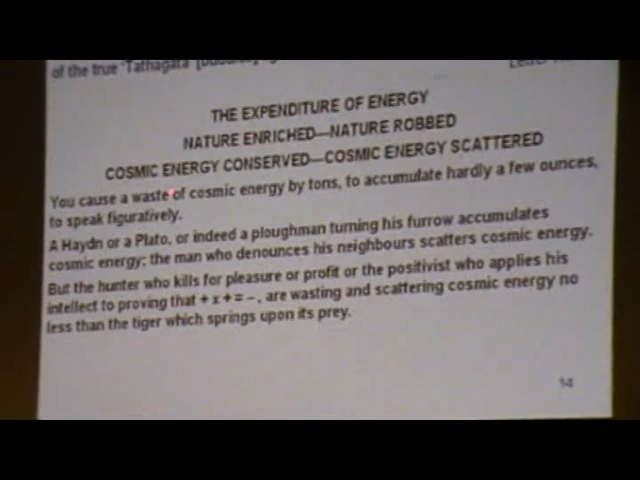 of the true 'Tathagata'
THE EXPENDITURE OF ENERGY
NATURE ENRICHED—NATURE ROBBED
COSMIC ENERGY CONSERVED—COSMIC ENERGY SCATTERED
You cause a waste of cosmic energy by tons, to accumulate hardly a few ounces,
to speak figuratively.
A Haydn or a Plato, or indeed a ploughman turning his furrow accumulates
cosmic energy; the man who denounces his neighbours scatters cosmic energy.
But the hunter who kills for pleasure or profit or the positivist who applies his
intellect to proving that + x + = –, are wasting and scattering cosmic energy no
less than the tiger which springs upon its prey.
14